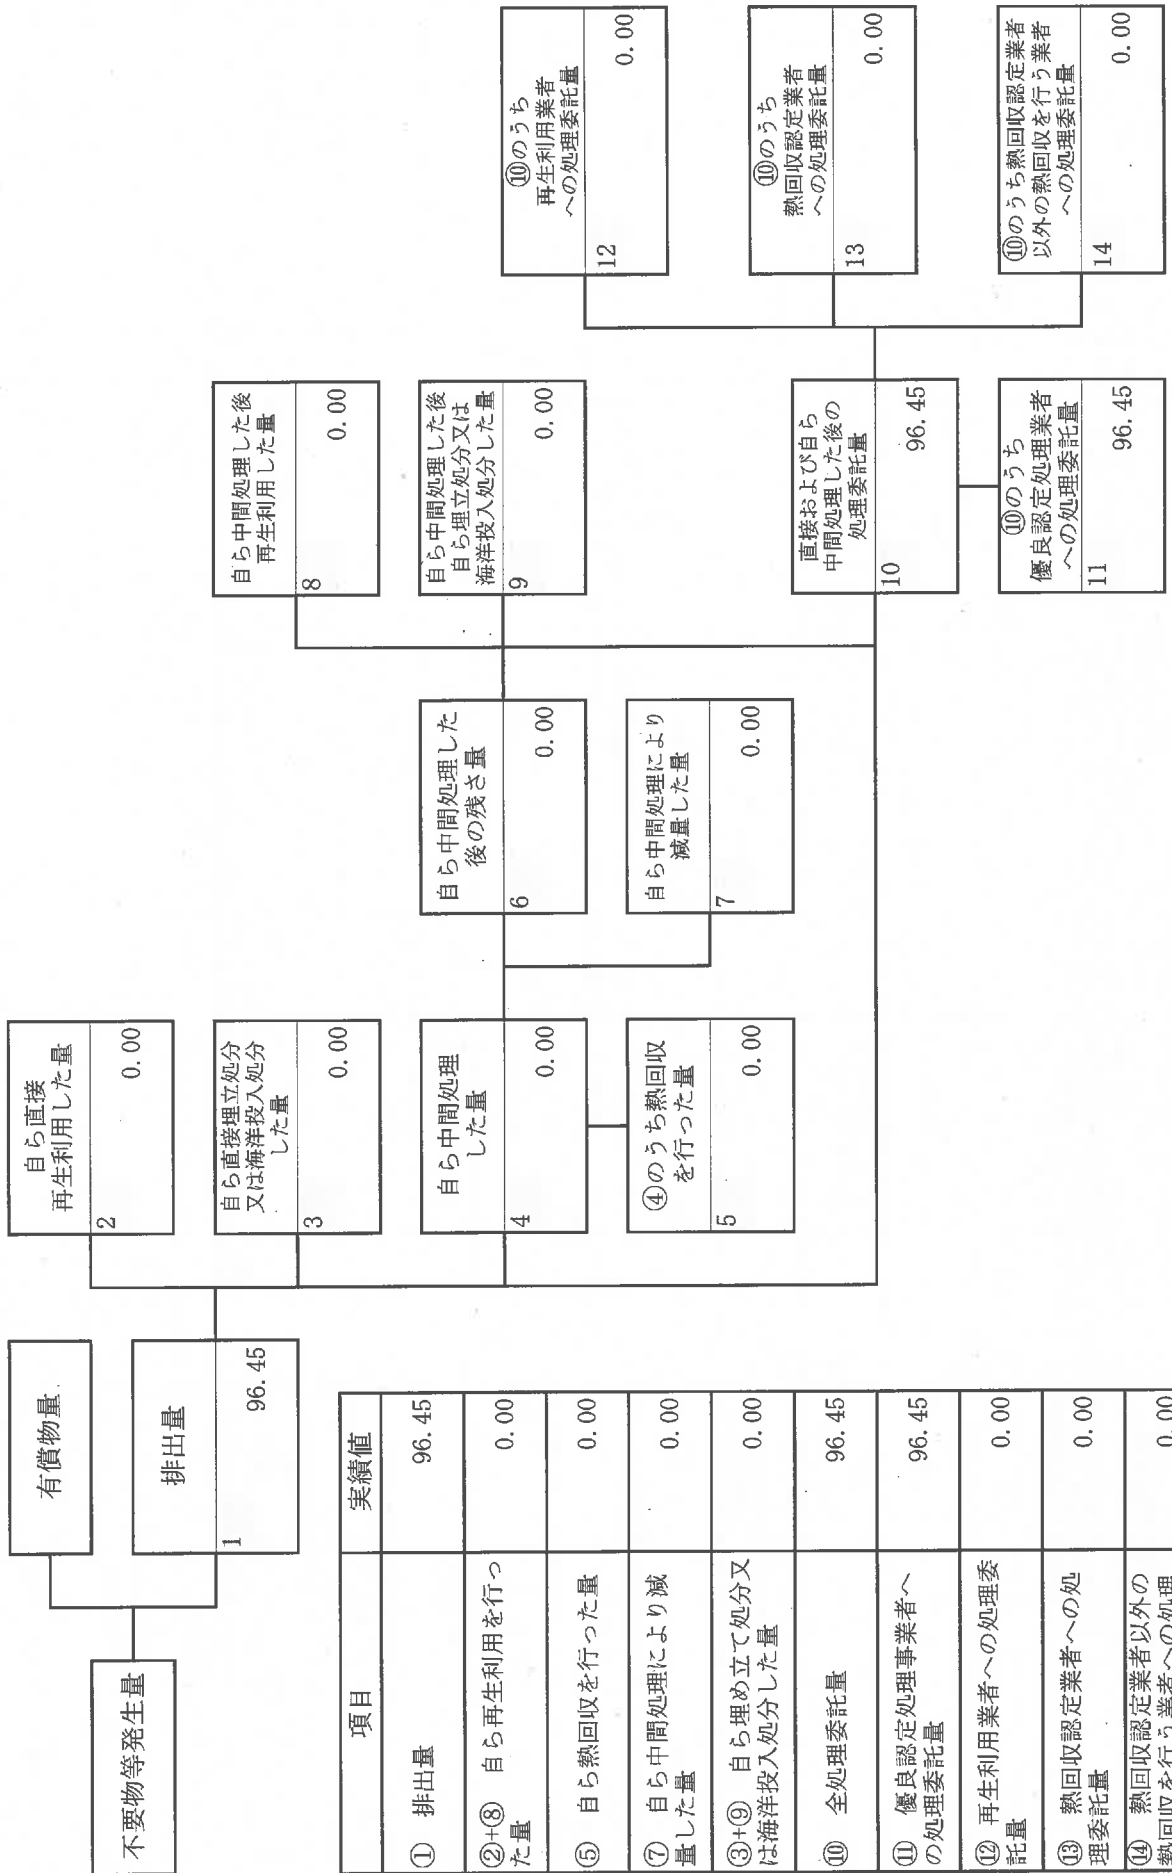 不要物等発生量
有償物量
排出量
1
96.45
自ら直接
再生利用した量
2
0.00
自ら直接埋立処分
又は海洋投入処分
した量
3
0.00
自ら中間処理
した量
4
0.00
④のうち熱回収
を行った量
5
0.00
自ら中間処理した
後の残さ量
6
0.00
自ら中間処理により
減量した量
7
0.00
自ら中間処理した後
再生利用した量
8
0.00
自ら中間処理した後
自ら埋立処分又は
海洋投入処分した量
9
0.00
直接および自ら
中間処理した後の
処理委託量
10
96.45
⑩のうち
優良認定処理業者
への処理委託量
11
96.45
⑩のうち
再生利用業者
への処理委託量
12
0.00
⑩のうち
熱回収認定業者
への処理委託量
13
0.00
⑩のうち熱回収認定業者
以外の熱回収を行う業者
への処理委託量
14
0.00
項目 実績値
① 排出量 96.45
②+⑧ 自ら再生利用を行っ
た量 0.00
⑤ 自ら熱回収を行った量 0.00
⑦ 自ら中間処理により減
量した量 0.00
③+⑨ 自ら埋め立て処分又
は海洋投入処分した量 0.00
⑩ 全処理委託量 96.45
⑪ 優良認定処理事業者へ
の処理委託量 96.45
⑫ 再生利用業者への処理委
託量 0.00
⑬ 熱回収認定業者への処
理委託量 0.00
⑭ 熱回収認定業者以外の
熱回収を行う業者への処理 0.00